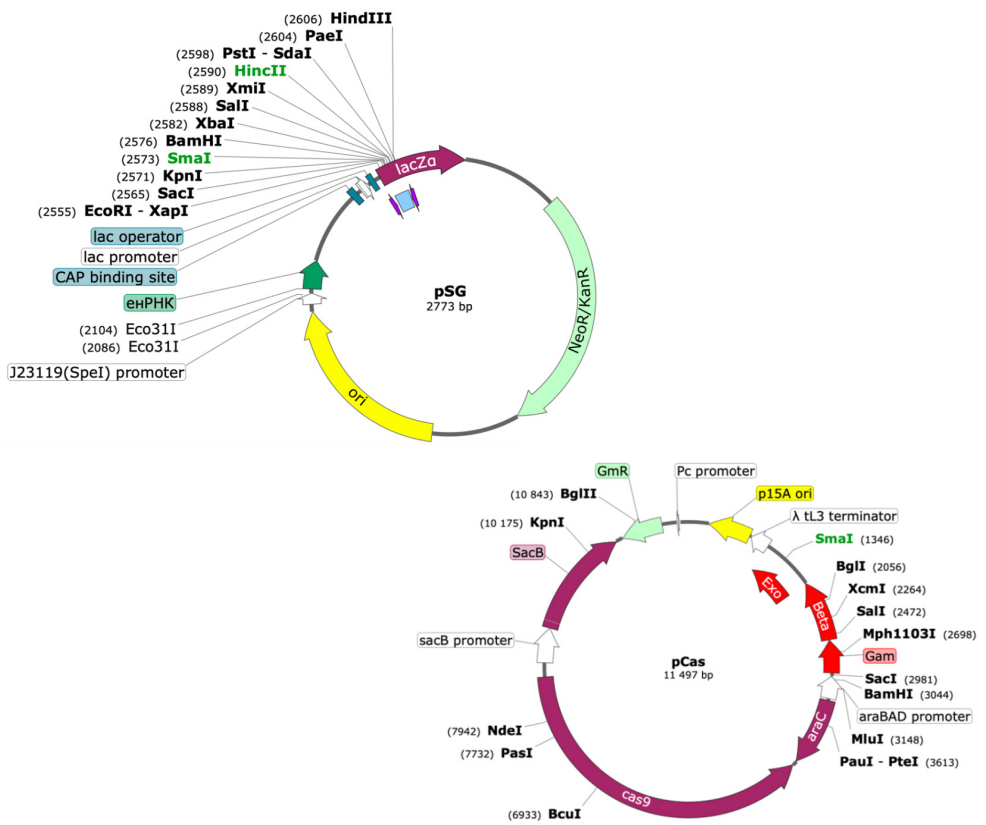 (2606) HindIII
(2604) PaeI
(2598) PstI - SdaI
(2590) HincII
(2589) XmiI
(2588) SalI
(2582) XbaI
(2576) BamHI
(2573) SmaI
(2571) KpnI
(2565) SacI
(2555) EcoRI - XapI
lac operator
lac promoter
CAP binding site
енРНК
(2104) Eco31I
(2086) Eco31I
J23119(SpeI) promoter
lacZα
NeoR/KanR
ori
pSG
2773 bp
GmR
Pc promoter
p15A ori
λ tL3 terminator
(10 843) BglII
(10 175) KpnI
SacB
sacB promoter
(7942) NdeI
(7732) PasI
(6933) BcuI
SmaI (1346)
BglI (2056)
XcmI (2264)
SalI (2472)
Mph1103I (2698)
Gam
SacI (2981)
BamHI (3044)
araBAD promoter
MluI (3148)
PauI - PteI (3613)
Exo
Beta
araC
cas9
pCas
11 497 bp